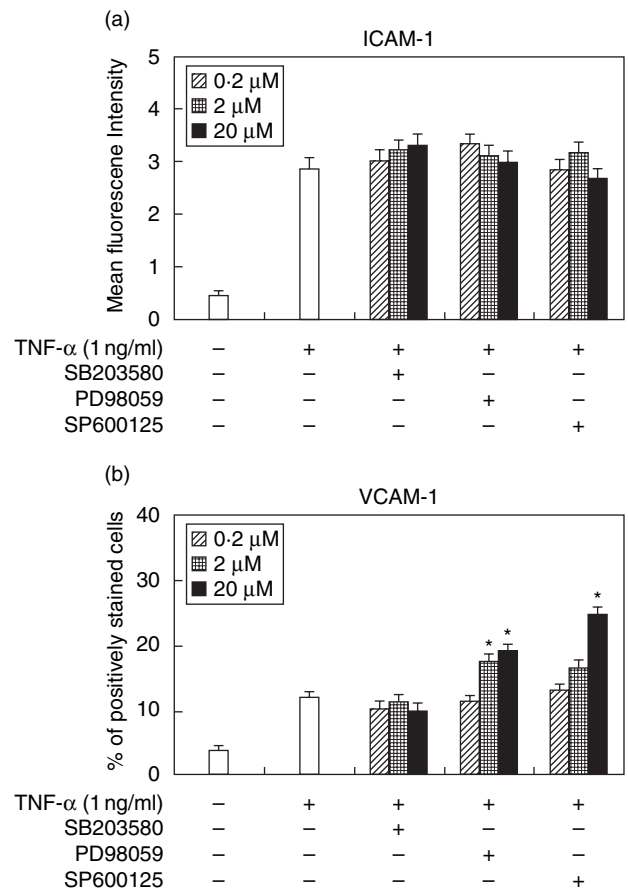 (a)
ICAM-1
Mean fluorescene Intensity
5
4
3
2
1
0
0·2 µM
2 µM
20 µM
TNF-α (1 ng/ml) – + + + +
SB203580 – – + – –
PD98059 – – – + –
SP600125 – – – – +
(b)
VCAM-1
% of positively stained cells
40
30
20
10
0
0·2 µM
2 µM
20 µM
* * *
TNF-α (1 ng/ml) – + + + +
SB203580 – – + – –
PD98059 – – – + –
SP600125 – – – – +